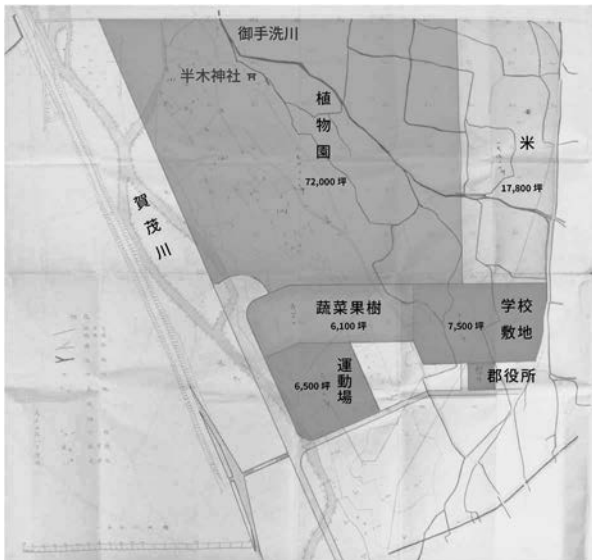 御手洗川
半木神社
植物園
72,000 坪
米
17,800 坪
賀茂川
蔬菜果樹
6,100 坪
7,500 坪
学校
敷地
運動場
6,500 坪
郡役所